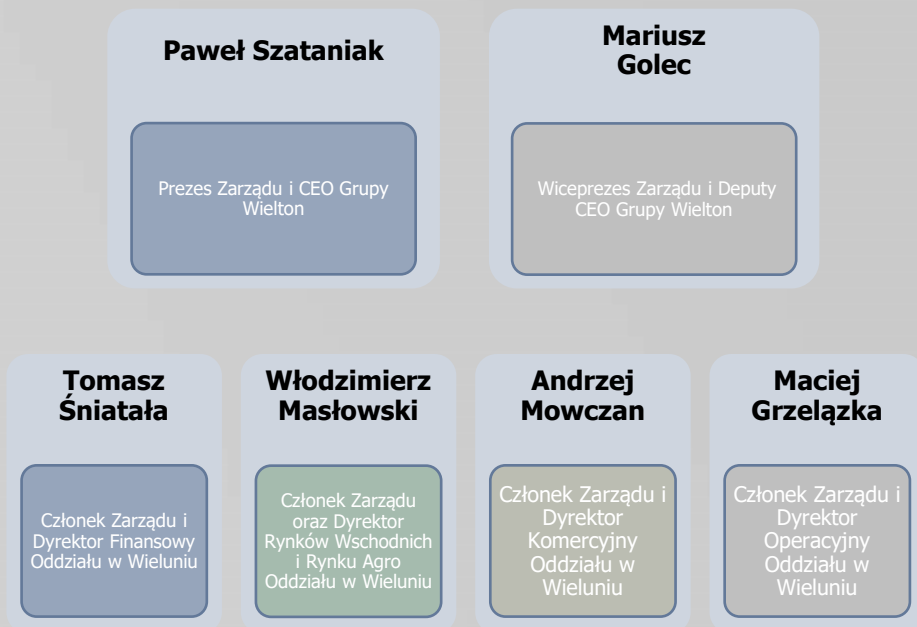 Paweł Szataniak
Prezes Zarządu i CEO Grupy
Wielton
Mariusz
Golec
Wiceprezes Zarządu i Deputy
CEO Grupy Wielton
Tomasz
Śniatała
Członek Zarządu i
Dyrektor Finansowy
Oddziału w Wieluniu
Włodzimierz
Masłowski
Członek Zarządu
oraz Dyrektor
Rynków Wschodnich
i Rynku Agro
Oddziału w Wieluniu
Andrzej
Mowczan
Członek Zarządu i
Dyrektor
Komercyjny
Oddziału w
Wieluniu
Maciej
Grzelązka
Członek Zarządu i
Dyrektor
Operacyjny
Oddziału w
Wieluniu